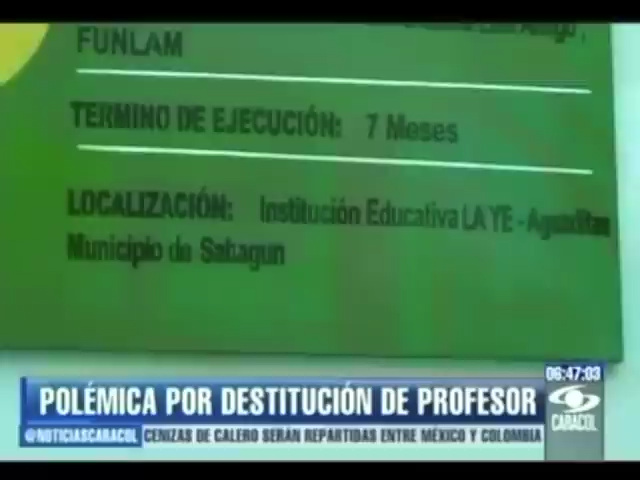 FUNLAM
TERMINO DE EJECUCIÓN: 7 Meses
LOCALIZACIÓN: Institución Educativa LA YE - Aguaditas
Municipio de Sahagun
06:47:03
POLÉMICA POR DESTITUCIÓN DE PROFESOR
@NOTICIASCARACOL CENIZAS DE CALERO SERÁN REPARTIDAS ENTRE MÉXICO Y COLOMBIA
CARACOL